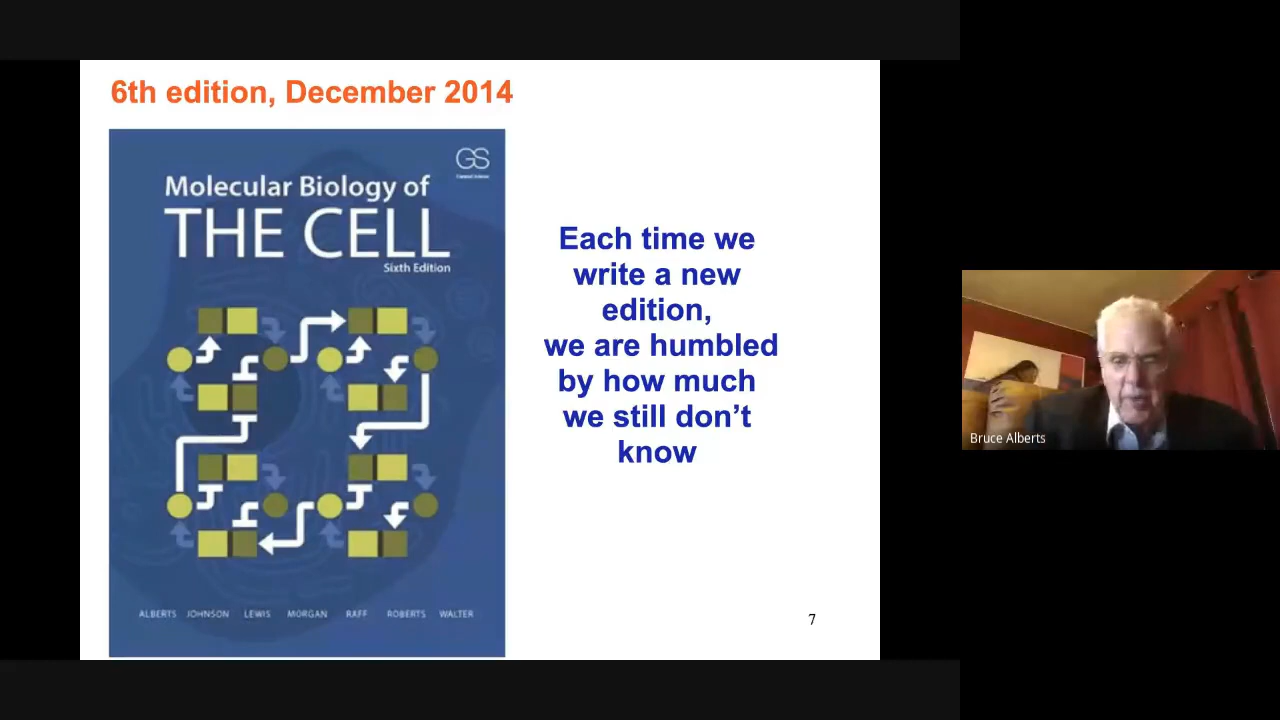 6th edition, December 2014
GS
Molecular Biology of
THE CELL
Sixth Edition
ALBERTS JOHNSON LEWIS MORGAN RAFF ROBERTS WALTER
Each time we
write a new
edition,
we are humbled
by how much
we still don’t
know
7
Bruce Alberts